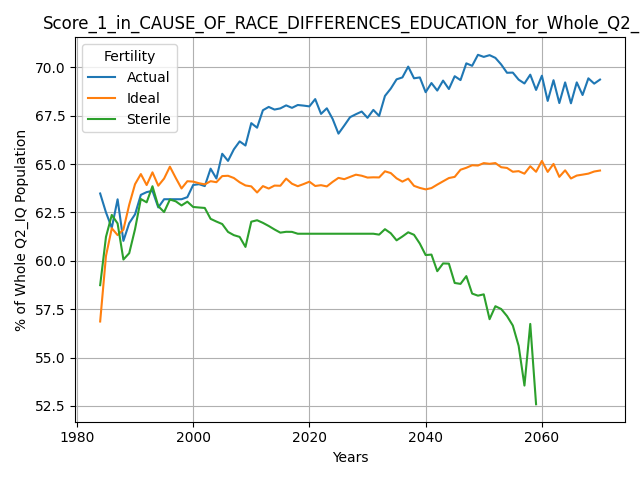 Score_1_in_CAUSE_OF_RACE_DIFFERENCES_EDUCATION_for_Whole_Q2_
Fertility
Actual
Ideal
Sterile
% of Whole Q2_IQ Population
70.0
67.5
65.0
62.5
60.0
57.5
55.0
52.5
1980 2000 2020 2040 2060
Years